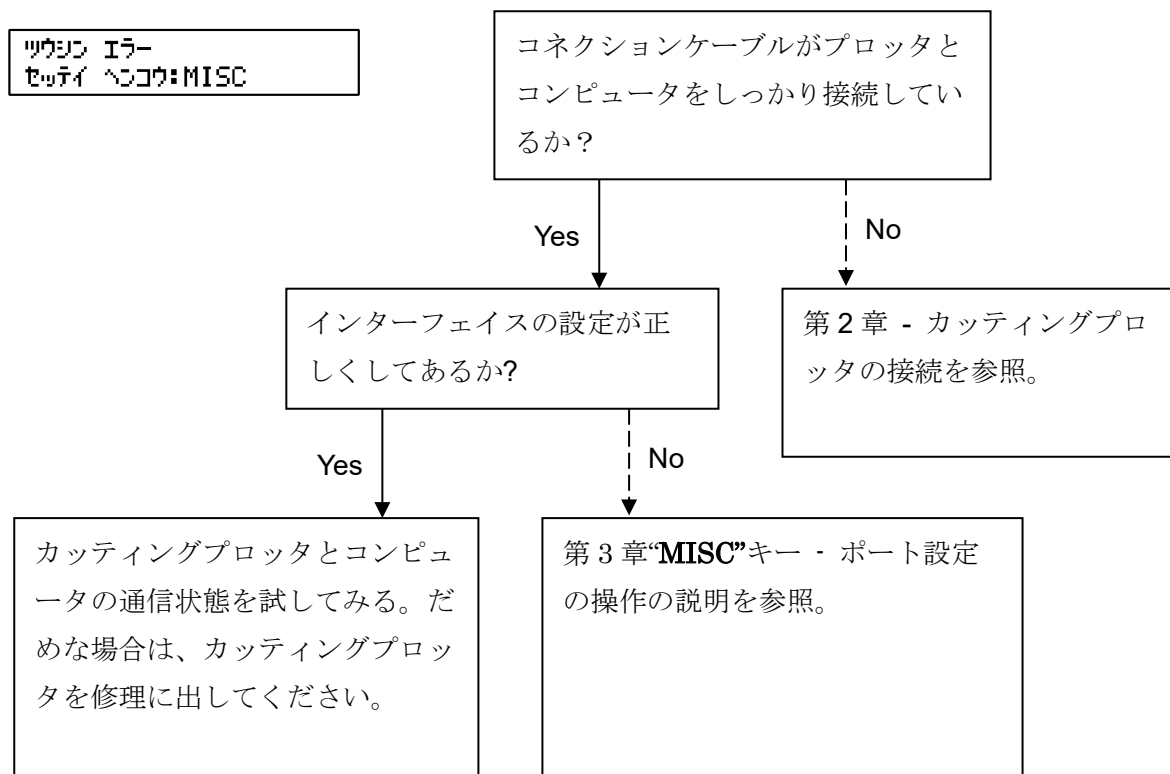 ツウシン エラー
セッテイ ヘンコウ:MISC
コネクションケーブルがプロッタと
コンピュータをしっかり接続してい
るか？
Yes
No
インターフェイスの設定が正
しくしてあるか?
第 2 章 - カッティングプロ
ッタの接続を参照。
Yes
No
カッティングプロッタとコンピュ
ータの通信状態を試してみる。だ
めな場合は、カッティングプロッ
タを修理に出してください。
第 3 章“MISC”キー - ポート設定
の操作の説明を参照。